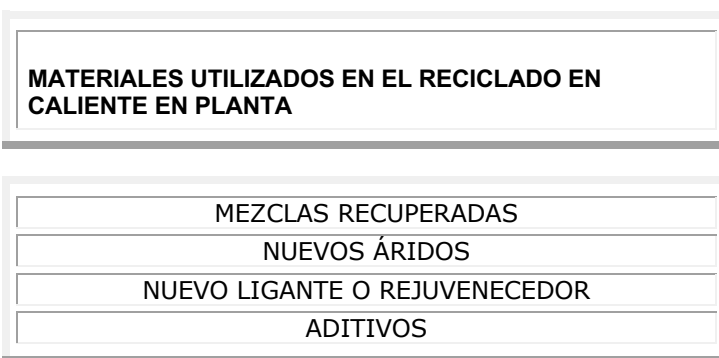 MATERIALES UTILIZADOS EN EL RECICLADO EN
CALIENTE EN PLANTA
MEZCLAS RECUPERADAS
NUEVOS ÁRIDOS
NUEVO LIGANTE O REJUVENECEDOR
ADITIVOS